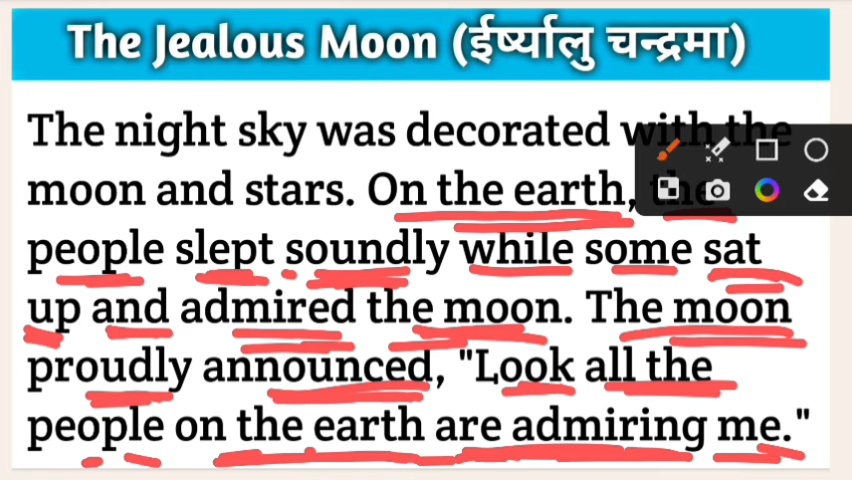 The Jealous Moon (ईर्ष्यालु चन्द्रमा)
The night sky was decorated with the
moon and stars. On the earth, the
people slept soundly while some sat
up and admired the moon. The moon
proudly announced, "Look all the
people on the earth are admiring me."